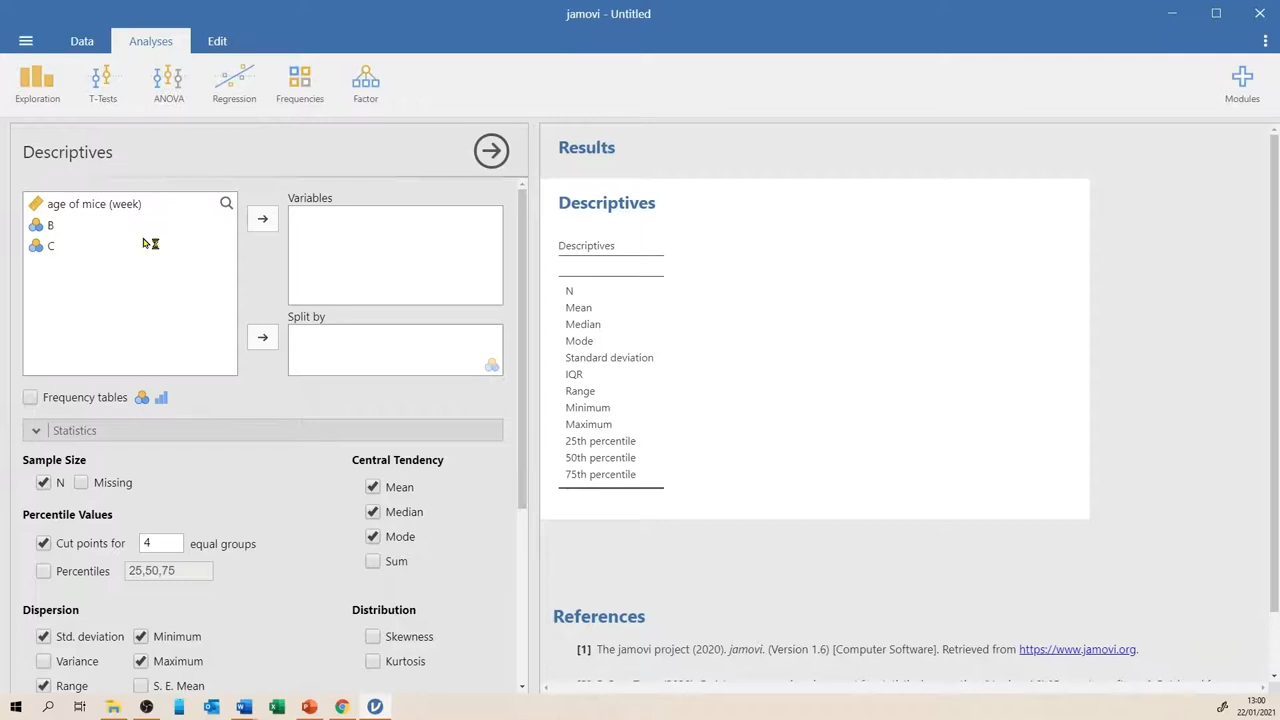 jamovi - Untitled
Data
Analyses
Edit
Exploration
T-Tests
ANOVA
Regression
Frequencies
Factor
Modules
Descriptives
age of mice (week)
B
C
Variables
Split by
Frequency tables
Statistics
Sample Size
N
Missing
Percentile Values
Cut points for 4 equal groups
Percentiles 25,50,75
Central Tendency
Mean
Median
Mode
Sum
Dispersion
Std. deviation
Minimum
Variance
Maximum
Range
S. E. Mean
Distribution
Skewness
Kurtosis
Results
Descriptives
Descriptives
N
Mean
Median
Mode
Standard deviation
IQR
Range
Minimum
Maximum
25th percentile
50th percentile
75th percentile
References
[1] The jamovi project (2020). jamovi. (Version 1.6) [Computer Software]. Retrieved from https://www.jamovi.org.
13:00
22/01/2021